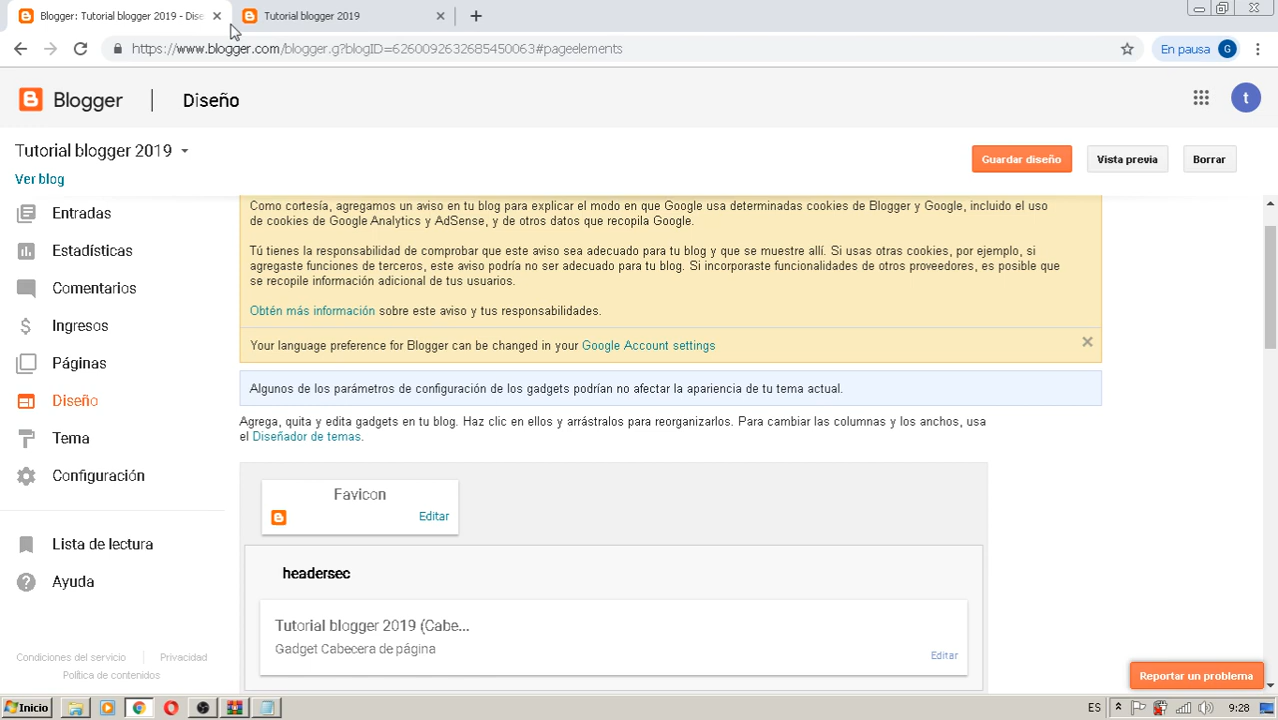 Blogger: Tutorial blogger 2019 - Dise
Tutorial blogger 2019
https://www.blogger.com/blogger.g?blogID=6260092632685450063#pageelements
En pausa G
Blogger
Diseño
t
Tutorial blogger 2019
Ver blog
Guardar diseño
Vista previa
Borrar
Entradas
Estadísticas
Comentarios
Ingresos
Páginas
Diseño
Tema
Configuración
Lista de lectura
Ayuda
Condiciones del servicio
Privacidad
Política de contenidos
Como cortesía, agregamos un aviso en tu blog para explicar el modo en que Google usa determinadas cookies de Blogger y Google, incluido el uso
de cookies de Google Analytics y AdSense, y de otros datos que recopila Google.
Tú tienes la responsabilidad de comprobar que este aviso sea adecuado para tu blog y que se muestre allí. Si usas otras cookies, por ejemplo, si
agregaste funciones de terceros, este aviso podría no ser adecuado para tu blog. Si incorporaste funcionalidades de otros proveedores, es posible que
se recopile información adicional de tus usuarios.
Obtén más información sobre este aviso y tus responsabilidades.
Your language preference for Blogger can be changed in your Google Account settings
Algunos de los parámetros de configuración de los gadgets podrían no afectar la apariencia de tu tema actual.
Agrega, quita y edita gadgets en tu blog. Haz clic en ellos y arrástralos para reorganizarlos. Para cambiar las columnas y los anchos, usa
el Diseñador de temas.
Favicon
Editar
headersec
Tutorial blogger 2019 (Cabe...
Gadget Cabecera de página
Editar
Reportar un problema
Inicio
ES
9:28